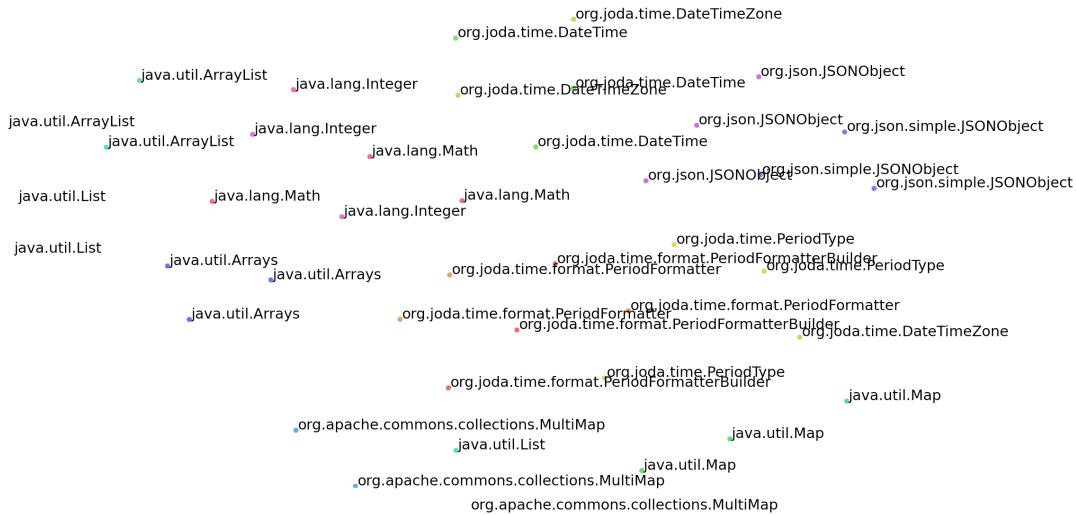 org.joda.time.DateTimeZone
org.joda.time.DateTime
org.json.JSONObject
java.util.ArrayList
java.lang.Integer
org.joda.time.DateTime
org.joda.time.DateTimeZone
org.json.JSONObject
java.util.ArrayList
org.json.simple.JSONObject
java.lang.Integer
java.util.ArrayList
org.joda.time.DateTime
java.lang.Math
org.json.simple.JSONObject
org.json.JSONObject
org.json.simple.JSONObject
java.util.List
java.lang.Math
java.lang.Math
java.lang.Integer
org.joda.time.PeriodType
java.util.List
java.util.Arrays
org.joda.time.format.PeriodFormatterBuilder
org.joda.time.PeriodType
org.joda.time.format.PeriodFormatter
java.util.Arrays
org.joda.time.format.PeriodFormatter
java.util.Arrays
org.joda.time.format.PeriodFormatter
org.joda.time.format.PeriodFormatterBuilder
org.joda.time.DateTimeZone
org.joda.time.PeriodType
org.joda.time.format.PeriodFormatterBuilder
java.util.Map
org.apache.commons.collections.MultiMap
java.util.Map
java.util.List
java.util.Map
org.apache.commons.collections.MultiMap
org.apache.commons.collections.MultiMap